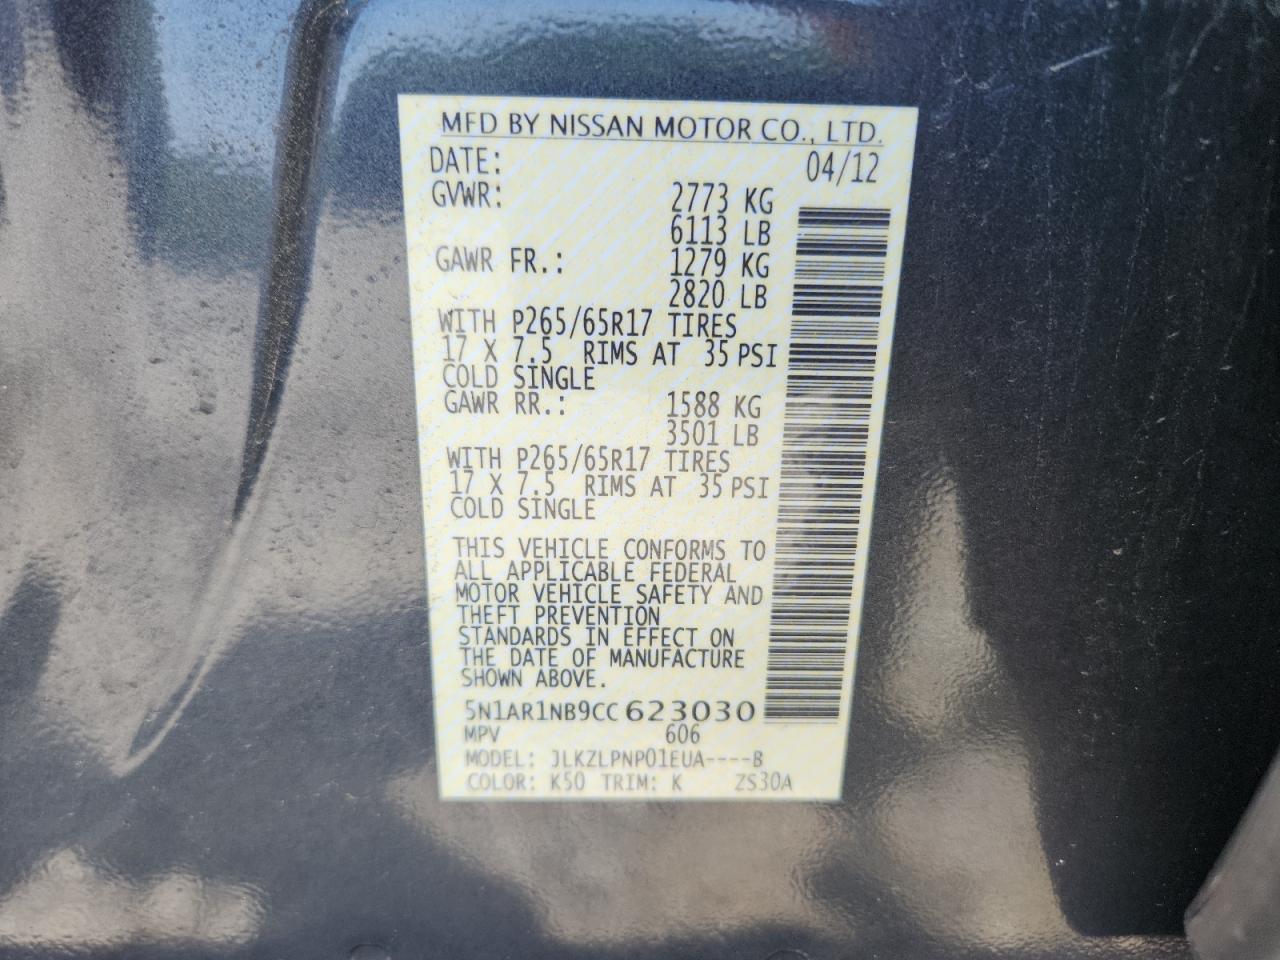 MFD BY NISSAN MOTOR CO., LTD.
DATE: 04/12
GVWR: 2773 KG
6113 LB
GAWR FR.: 1279 KG
2820 LB
WITH P265/65R17 TIRES
17 X 7.5 RIMS AT 35 PSI
COLD SINGLE
GAWR RR.: 1588 KG
3501 LB
WITH P265/65R17 TIRES
17 X 7.5 RIMS AT 35 PSI
COLD SINGLE
THIS VEHICLE CONFORMS TO
ALL APPLICABLE FEDERAL
MOTOR VEHICLE SAFETY AND
THEFT PREVENTION
STANDARDS IN EFFECT ON
THE DATE OF MANUFACTURE
SHOWN ABOVE.
5N1AR1NB9CC 623030
MPV 606
MODEL: JLKZLPNP01EUA----B
COLOR: K50 TRIM: K ZS30A